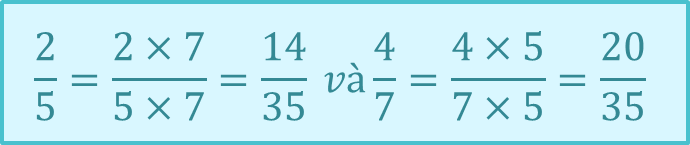 2/5 = (2 × 7)/(5 × 7) = 14/35 và 4/7 = (4 × 5)/(7 × 5) = 20/35